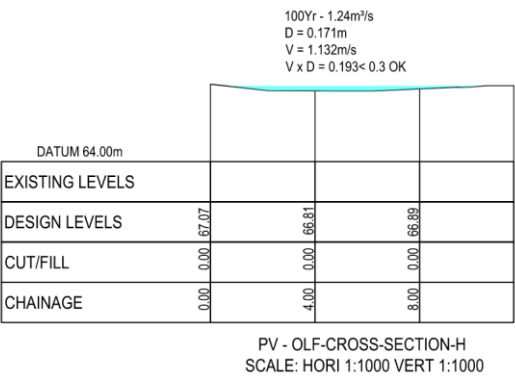 100Yr - 1.24m³/s
D = 0.171m
V = 1.132m/s
V x D = 0.193< 0.3 OK
DATUM 64.00m
EXISTING LEVELS
DESIGN LEVELS 67.07 66.81 66.89
CUT/FILL 0.00 0.00 0.00
CHAINAGE 0.00 4.00 8.00
PV - OLF-CROSS-SECTION-H
SCALE: HORI 1:1000 VERT 1:1000